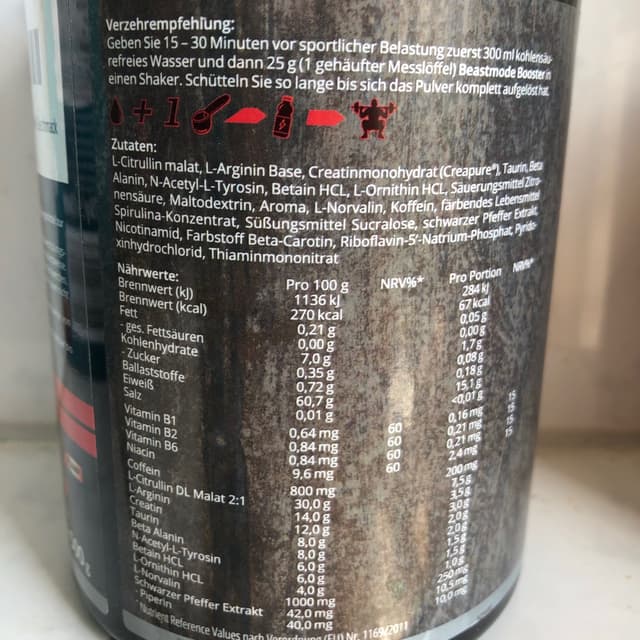 Verzehrempfehlung:
Geben Sie 15 – 30 Minuten vor sportlicher Belastung zuerst 300 ml kohlensäu-
refreies Wasser und dann 25 g (1 gehäufter Messlöffel) Beastmode Booster in
einen Shaker. Schütteln Sie so lange bis sich das Pulver komplett aufgelöst hat.
+ 1
Zutaten:
L-Citrullin malat, L-Arginin Base, Creatinmonohydrat (Creapure®), Taurin, Beta
Alanin, N-Acetyl-L-Tyrosin, Betain HCL, L-Ornithin HCL, Säuerungsmittel Zitro-
nensäure, Maltodextrin, Aroma, L-Norvalin, Koffein, färbendes Lebensmittel
Spirulina-Konzentrat, Süßungsmittel Sucralose, schwarzer Pfeffer Extrakt,
Nicotinamid, Farbstoff Beta-Carotin, Riboflavin-5'-Natrium-Phosphat, Pyrido-
xinhydrochlorid, Thiaminmononitrat
Nährwerte: Pro 100 g NRV%* Pro Portion NRV%*
Brennwert (kJ) 1136 kJ 284 kJ
Brennwert (kcal) 270 kcal 67 kcal
Fett 0,21 g 0,05 g
- ges. Fettsäuren 0,00 g 0,00 g
Kohlenhydrate 7,0 g 1,7 g
- Zucker 0,35 g 0,08 g
Ballaststoffe 0,72 g 0,18 g
Eiweiß 60,7 g 15,1 g
Salz 0,01 g <0,01 g
Vitamin B1 0,64 mg 60 0,16 mg 15
Vitamin B2 0,84 mg 60 0,21 mg 15
Vitamin B6 0,84 mg 60 0,21 mg 15
Niacin 9,6 mg 60 2,4 mg 15
Coffein 800 mg 200 mg
L-Citrullin DL Malat 2:1 30,0 g 7,5 g
L-Arginin 14,0 g 3,5 g
Creatin 12,0 g 3,0 g
Taurin 8,0 g 2,0 g
Beta Alanin 8,0 g 2,0 g
N-Acetyl-L-Tyrosin 6,0 g 1,5 g
Betain HCL 6,0 g 1,5 g
L-Ornithin HCL 4,0 g 1,0 g
L-Norvalin 1000 mg 250 mg
Schwarzer Pfeffer Extrakt 42,0 mg 10,5 mg
- Piperin 40,0 mg 10,0 mg
Nutrient Reference Values nach Verordnung (EU) Nr. 1169/2011